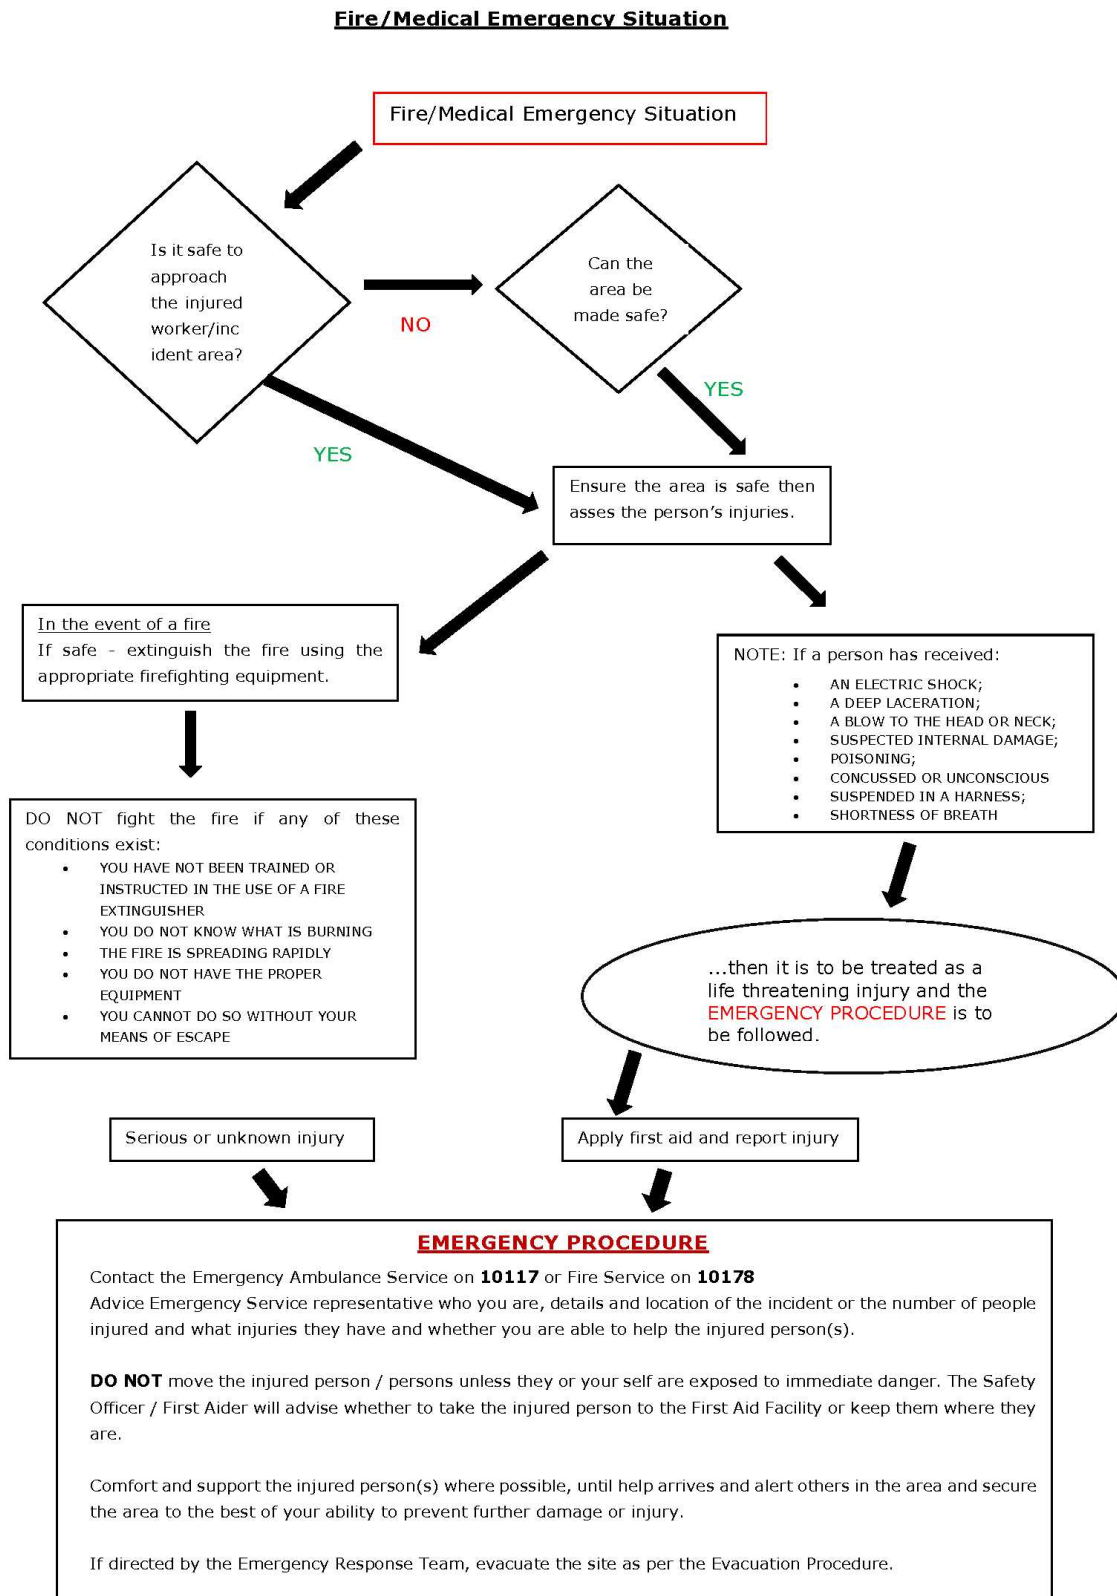 Fire/Medical Emergency Situation
Fire/Medical Emergency Situation
Is it safe to
approach
the injured
worker/inc
ident area?
NO
Can the
area be
made safe?
YES
YES
Ensure the area is safe then
asses the person's injuries.
In the event of a fire
If safe - extinguish the fire using the
appropriate firefighting equipment.
NOTE: If a person has received:
• AN ELECTRIC SHOCK;
• A DEEP LACERATION;
• A BLOW TO THE HEAD OR NECK;
• SUSPECTED INTERNAL DAMAGE;
• POISONING;
• CONCUSSED OR UNCONSCIOUS
• SUSPENDED IN A HARNESS;
• SHORTNESS OF BREATH
DO NOT fight the fire if any of these
conditions exist:
• YOU HAVE NOT BEEN TRAINED OR
INSTRUCTED IN THE USE OF A FIRE
EXTINGUISHER
• YOU DO NOT KNOW WHAT IS BURNING
• THE FIRE IS SPREADING RAPIDLY
• YOU DO NOT HAVE THE PROPER
EQUIPMENT
• YOU CANNOT DO SO WITHOUT YOUR
MEANS OF ESCAPE
...then it is to be treated as a
life threatening injury and the
EMERGENCY PROCEDURE is to
be followed.
Serious or unknown injury
Apply first aid and report injury
EMERGENCY PROCEDURE
Contact the Emergency Ambulance Service on 10117 or Fire Service on 10178
Advice Emergency Service representative who you are, details and location of the incident or the number of people
injured and what injuries they have and whether you are able to help the injured person(s).
DO NOT move the injured person / persons unless they or your self are exposed to immediate danger. The Safety
Officer / First Aider will advise whether to take the injured person to the First Aid Facility or keep them where they
are.
Comfort and support the injured person(s) where possible, until help arrives and alert others in the area and secure
the area to the best of your ability to prevent further damage or injury.
If directed by the Emergency Response Team, evacuate the site as per the Evacuation Procedure.